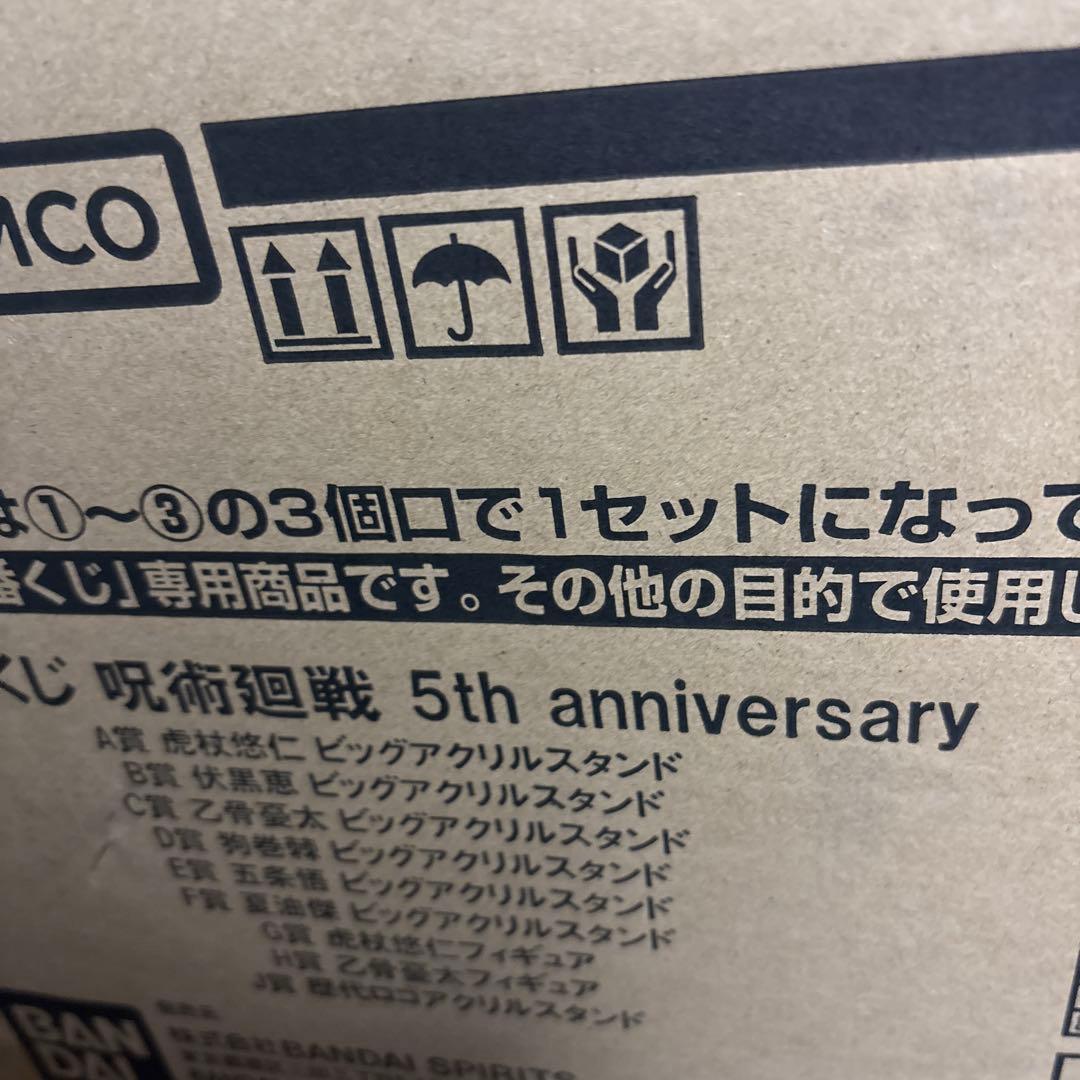 MCO
は①〜③の3個口で1セットになって
番くじ」専用商品です。その他の目的で使用し
くじ 呪術廻戦 5th anniversary
A賞 虎杖悠仁 ビッグアクリルスタンド
B賞 伏黒恵 ビッグアクリルスタンド
C賞 乙骨憂太 ビッグアクリルスタンド
D賞 狗巻棘 ビッグアクリルスタンド
E賞 五条悟 ビッグアクリルスタンド
F賞 夏油傑 ビッグアクリルスタンド
G賞 虎杖悠仁フィギュア
H賞 乙骨憂太フィギュア
J賞 歴代ロゴアクリルスタンド
BAN
DAI
株式会社BANDAI SPIRITS